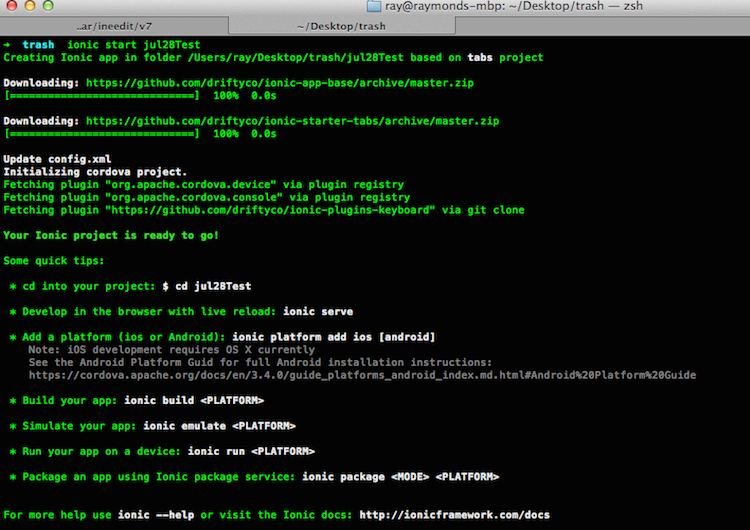 ray@raymonds-mbp: ~/Desktop/trash — zsh
..ar/ineedit/v7
~/Desktop/trash
→ trash ionic start jul28Test
Creating Ionic app in folder /Users/ray/Desktop/trash/jul28Test based on tabs project
Downloading: https://github.com/driftyco/ionic-app-base/archive/master.zip
[=============================] 100% 0.0s
Downloading: https://github.com/driftyco/ionic-starter-tabs/archive/master.zip
[=============================] 100% 0.0s
Update config.xml
Initializing cordova project.
Fetching plugin "org.apache.cordova.device" via plugin registry
Fetching plugin "org.apache.cordova.console" via plugin registry
Fetching plugin "https://github.com/driftyco/ionic-plugins-keyboard" via git clone
Your Ionic project is ready to go!
Some quick tips:
* cd into your project: $ cd jul28Test
* Develop in the browser with live reload: ionic serve
* Add a platform (ios or Android): ionic platform add ios [android]
Note: iOS development requires OS X currently
See the Android Platform Guid for full Android installation instructions:
https://cordova.apache.org/docs/en/3.4.0/guide_platforms_android_index.md.html#Android%20Platform%20Guide
* Build your app: ionic build <PLATFORM>
* Simulate your app: ionic emulate <PLATFORM>
* Run your app on a device: ionic run <PLATFORM>
* Package an app using Ionic package service: ionic package <MODE> <PLATFORM>
For more help use ionic --help or visit the Ionic docs: http://ionicframework.com/docs